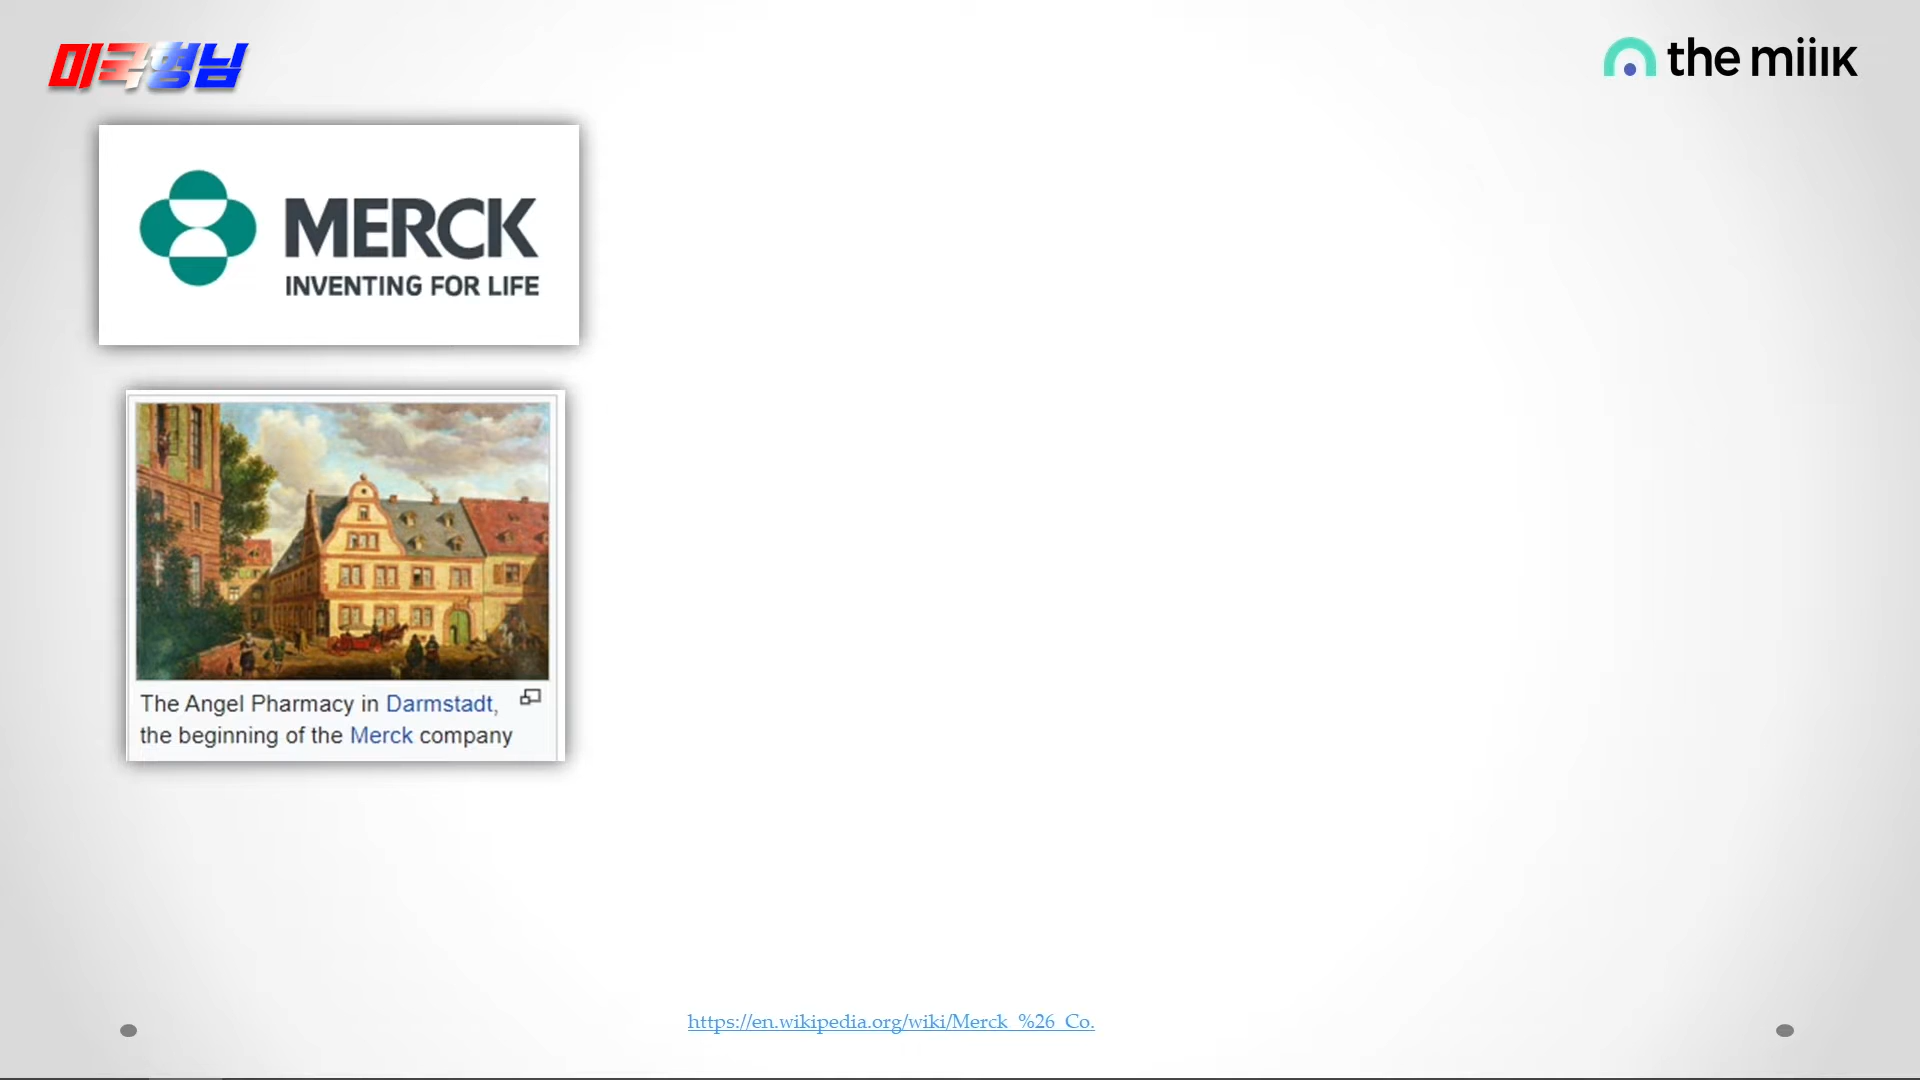 미국형님
the miilk
MERCK
INVENTING FOR LIFE
The Angel Pharmacy in Darmstadt,
the beginning of the Merck company
https://en.wikipedia.org/wiki/Merck_%26_Co.